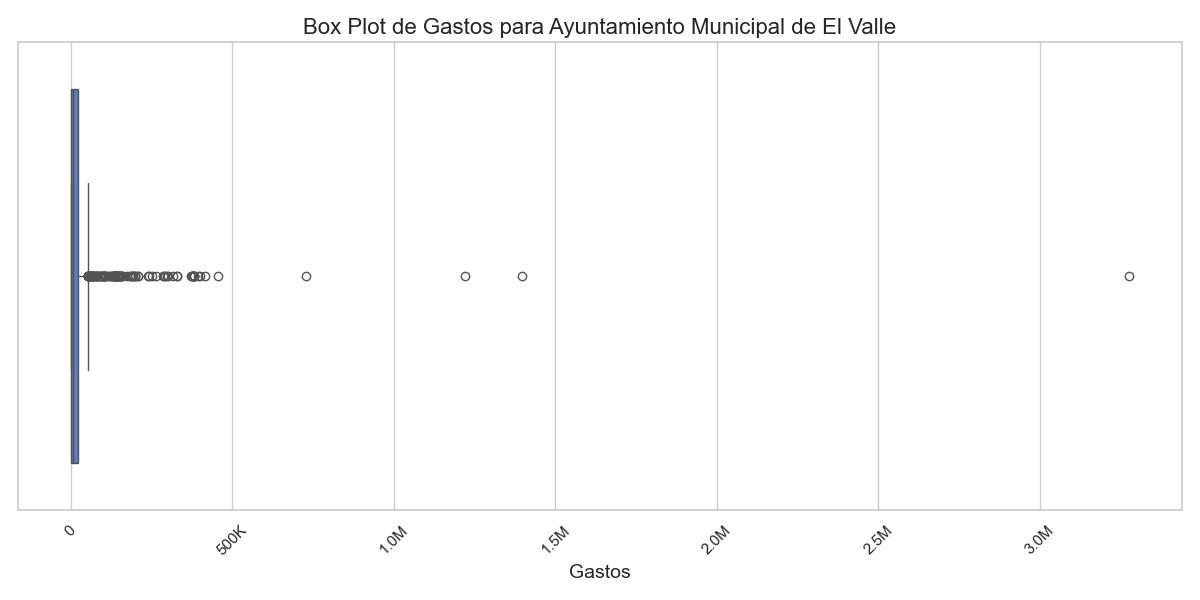 Box Plot de Gastos para Ayuntamiento Municipal de El Valle
0
500K
1.0M
1.5M
2.0M
2.5M
3.0M
Gastos